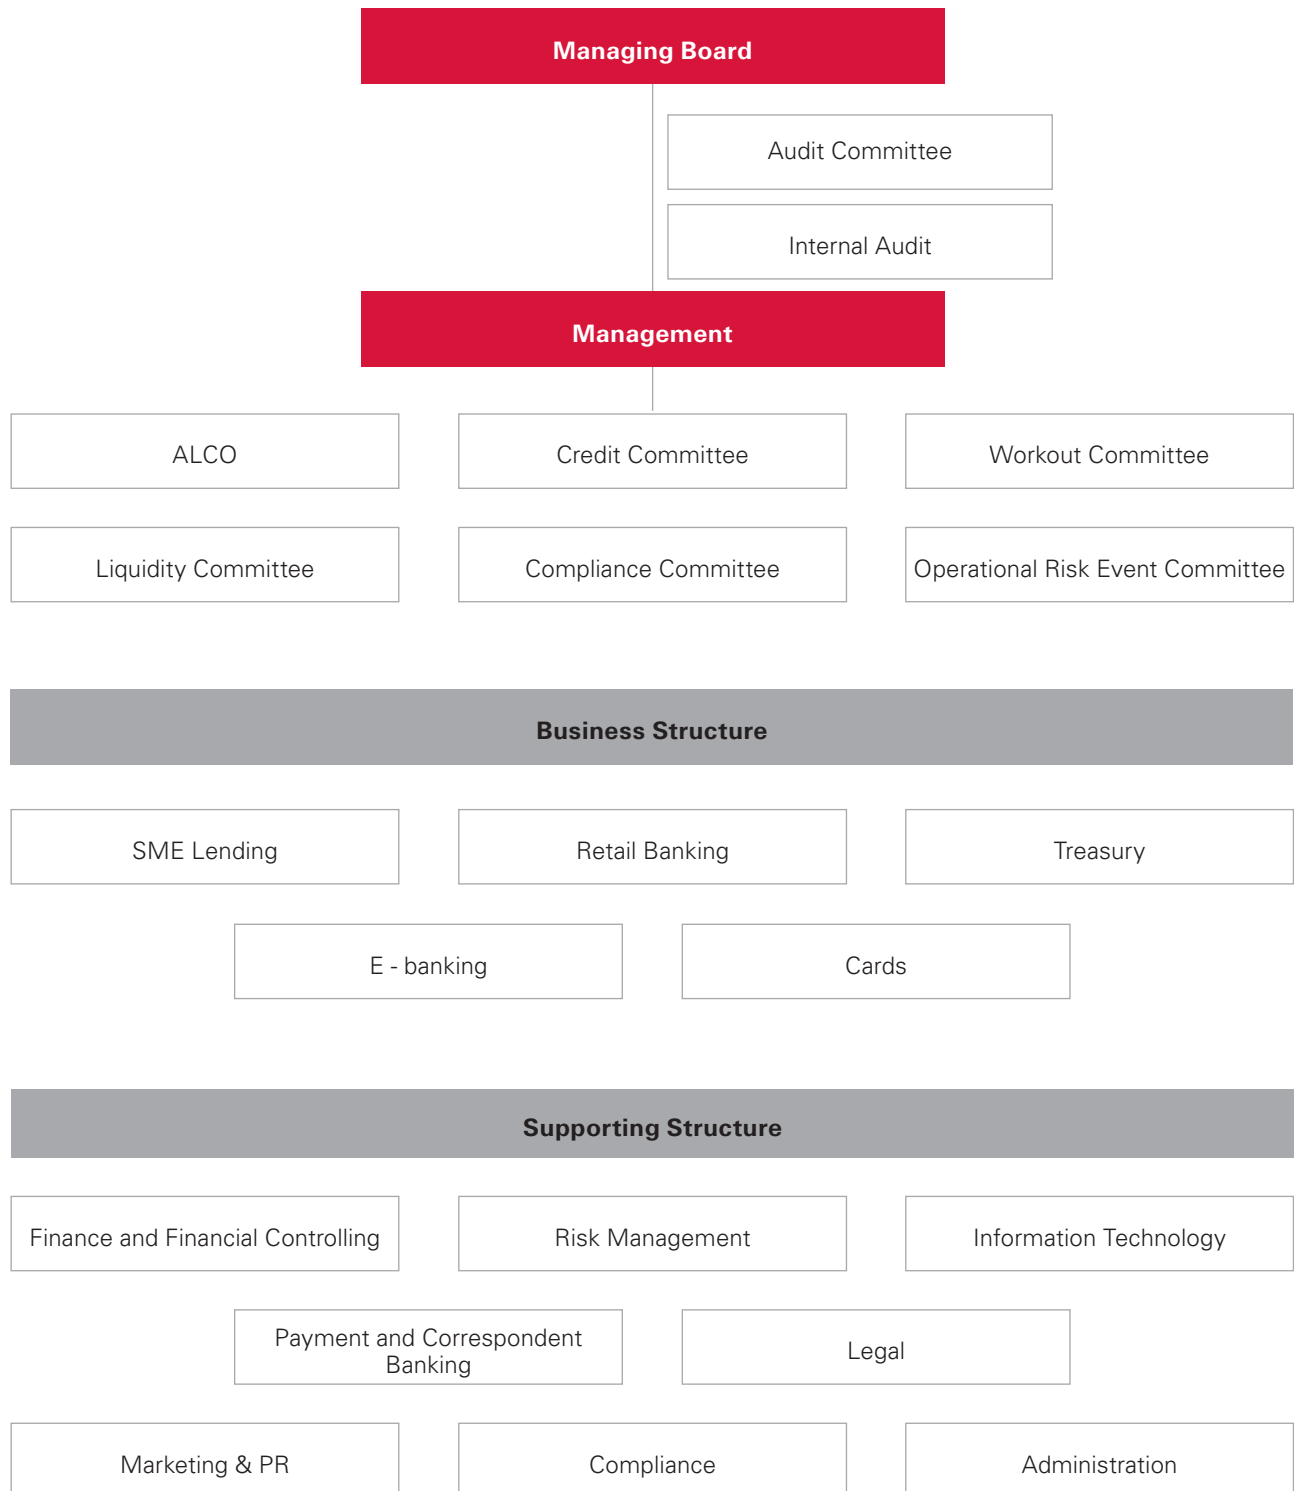 Managing Board
Audit Committee
Internal Audit
Management
ALCO
Credit Committee
Workout Committee
Liquidity Committee
Compliance Committee
Operational Risk Event Committee
Business Structure
SME Lending
Retail Banking
Treasury
E - banking
Cards
Supporting Structure
Finance and Financial Controlling
Risk Management
Information Technology
Payment and Correspondent
Banking
Legal
Marketing & PR
Compliance
Administration